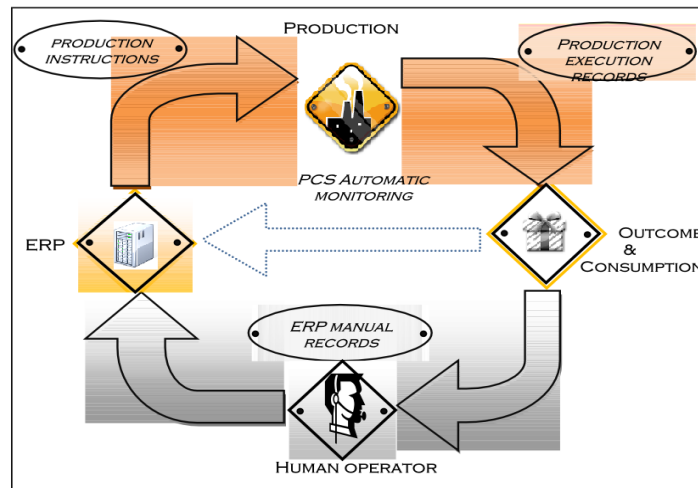 PRODUCTION
PRODUCTION
INSTRUCTIONS
PRODUCTION
EXECUTION
RECORDS
PCS AUTOMATIC
MONITORING
ERP
OUTCOME
&
CONSUMPTION
ERP MANUAL
RECORDS
HUMAN OPERATOR